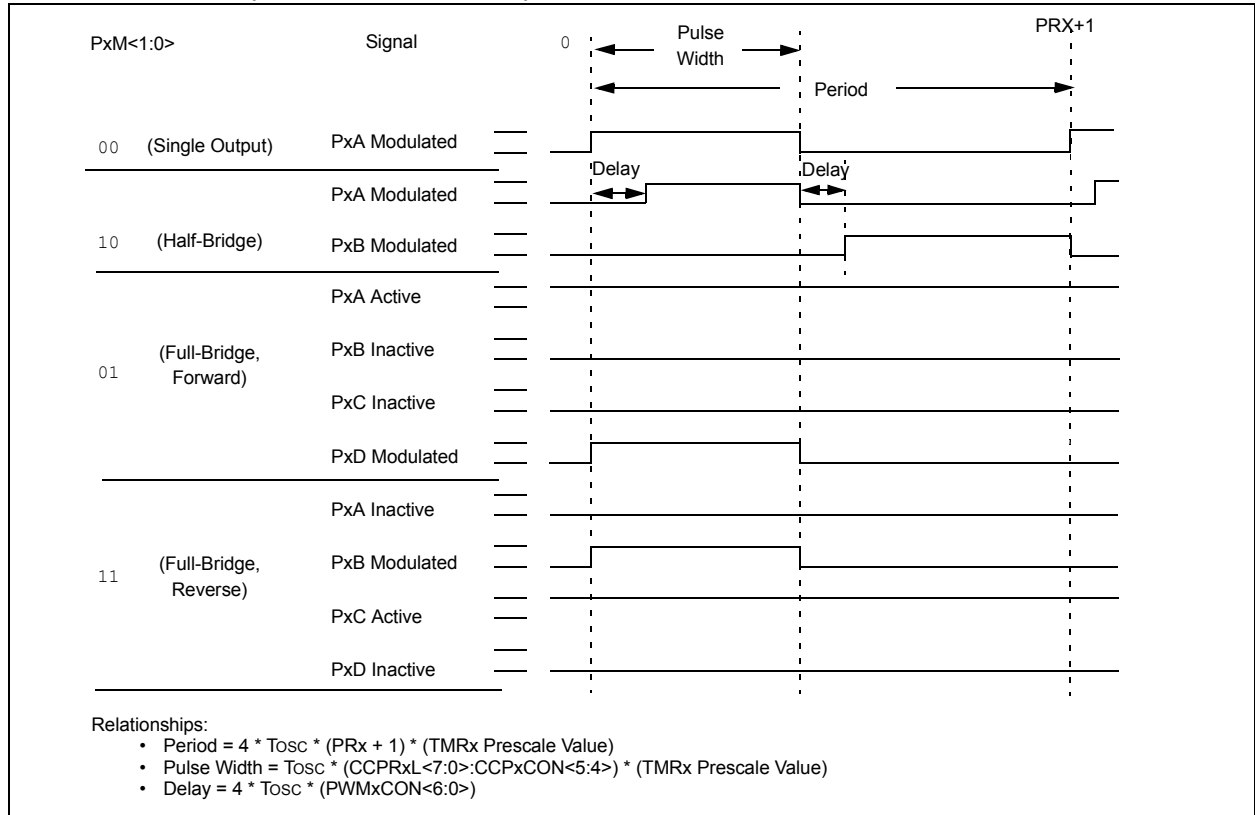 PxM<1:0> Signal 0 Pulse Width PRX+1
Period
00 (Single Output) PxA Modulated
Delay Delay
PxA Modulated
10 (Half-Bridge) PxB Modulated
PxA Active
(Full-Bridge,
Forward)
01
PxB Inactive
PxC Inactive
PxD Modulated
PxA Inactive
(Full-Bridge,
Reverse)
11
PxB Modulated
PxC Active
PxD Inactive
Relationships:
• Period = 4 * TOSC * (PRx + 1) * (TMRx Prescale Value)
• Pulse Width = TOSC * (CCPRxL<7:0>:CCPxCON<5:4>) * (TMRx Prescale Value)
• Delay = 4 * TOSC * (PWMxCON<6:0>)